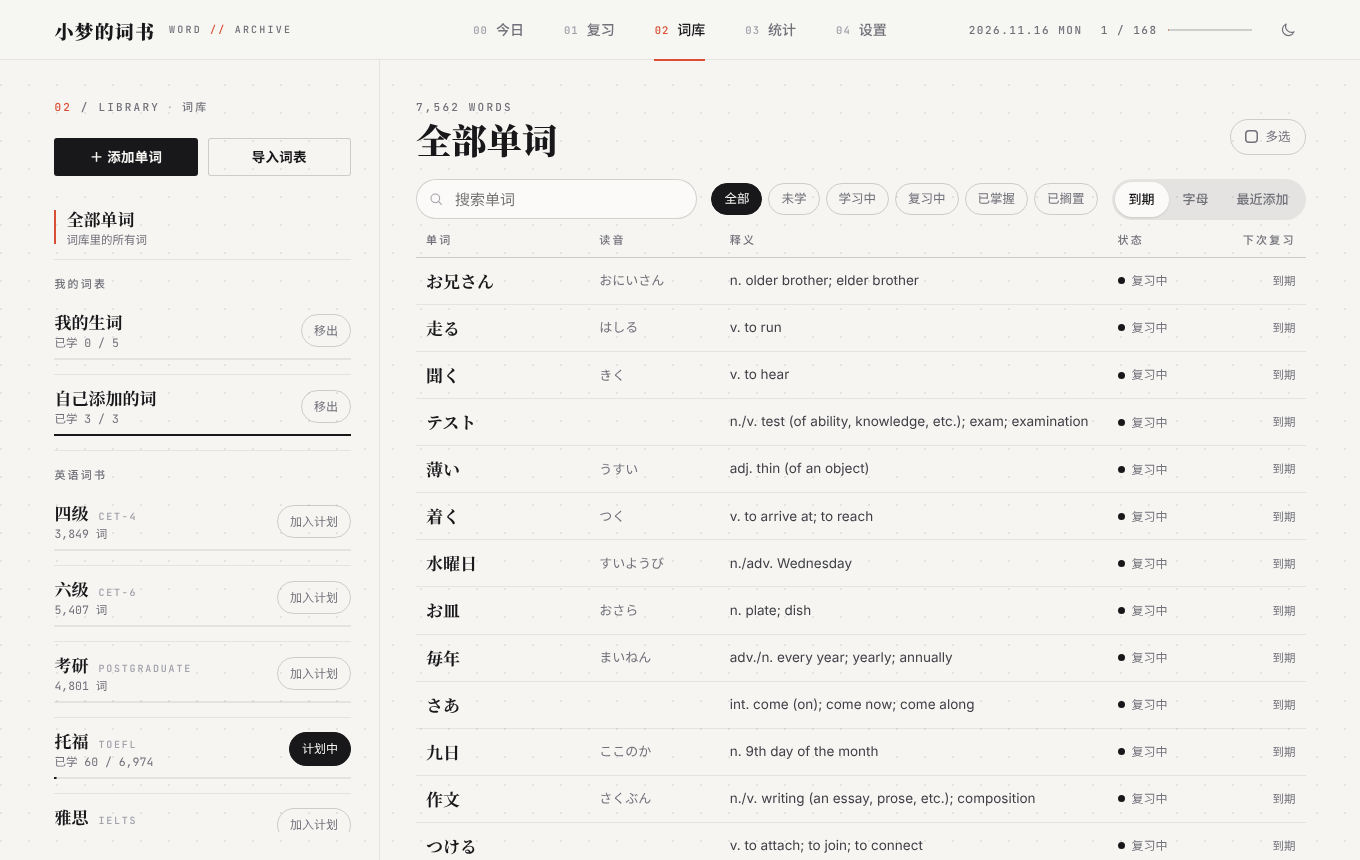 小梦的词书 WORD // ARCHIVE
00 今日 01 复习 02 词库 03 统计 04 设置
2026.11.16 MON 1 / 168
02 / LIBRARY · 词库
+ 添加单词 导入词表
全部单词
词库里的所有词
我的词表
我的生词
已学 0 / 5
移出
自己添加的词
已学 3 / 3
移出
英语词书
四级 CET-4
3,849 词
加入计划
六级 CET-6
5,407 词
加入计划
考研 POSTGRADUATE
4,801 词
加入计划
托福 TOEFL
已学 60 / 6,974
计划中
雅思 IELTS
加入计划
7,562 WORDS
全部单词
多选
搜索单词
全部 未学 学习中 复习中 已掌握 已搁置
到期 字母 最近添加
单词 读音 释义 状态 下次复习
お兄さん おにいさん n. older brother; elder brother 复习中 到期
走る はしる v. to run 复习中 到期
聞く きく v. to hear 复习中 到期
テスト n./v. test (of ability, knowledge, etc.); exam; examination 复习中 到期
薄い うすい adj. thin (of an object) 复习中 到期
着く つく v. to arrive at; to reach 复习中 到期
水曜日 すいようび n./adv. Wednesday 复习中 到期
お皿 おさら n. plate; dish 复习中 到期
毎年 まいねん adv./n. every year; yearly; annually 复习中 到期
さあ int. come (on); come now; come along 复习中 到期
九日 ここのか n. 9th day of the month 复习中 到期
作文 さくぶん n./v. writing (an essay, prose, etc.); composition 复习中 到期
つける v. to attach; to join; to connect 复习中 到期